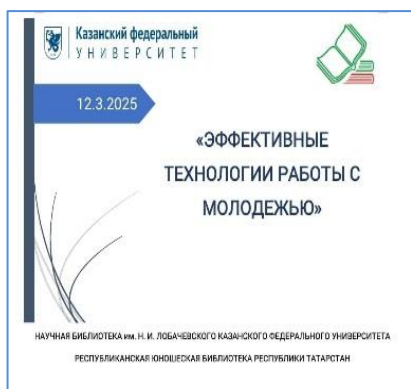 Казанский федеральный
УНИВЕРСИТЕТ
12.3.2025
«ЭФФЕКТИВНЫЕ
ТЕХНОЛОГИИ РАБОТЫ С
МОЛОДЕЖЬЮ»
НАУЧНАЯ БИБЛИОТЕКА им. Н. И. ЛОБАЧЕВСКОГО КАЗАНСКОГО ФЕДЕРАЛЬНОГО УНИВЕРСИТЕТА
РЕСПУБЛИКАНСКАЯ ЮНОШЕСКАЯ БИБЛИОТЕКА РЕСПУБЛИКИ ТАТАРСТАН